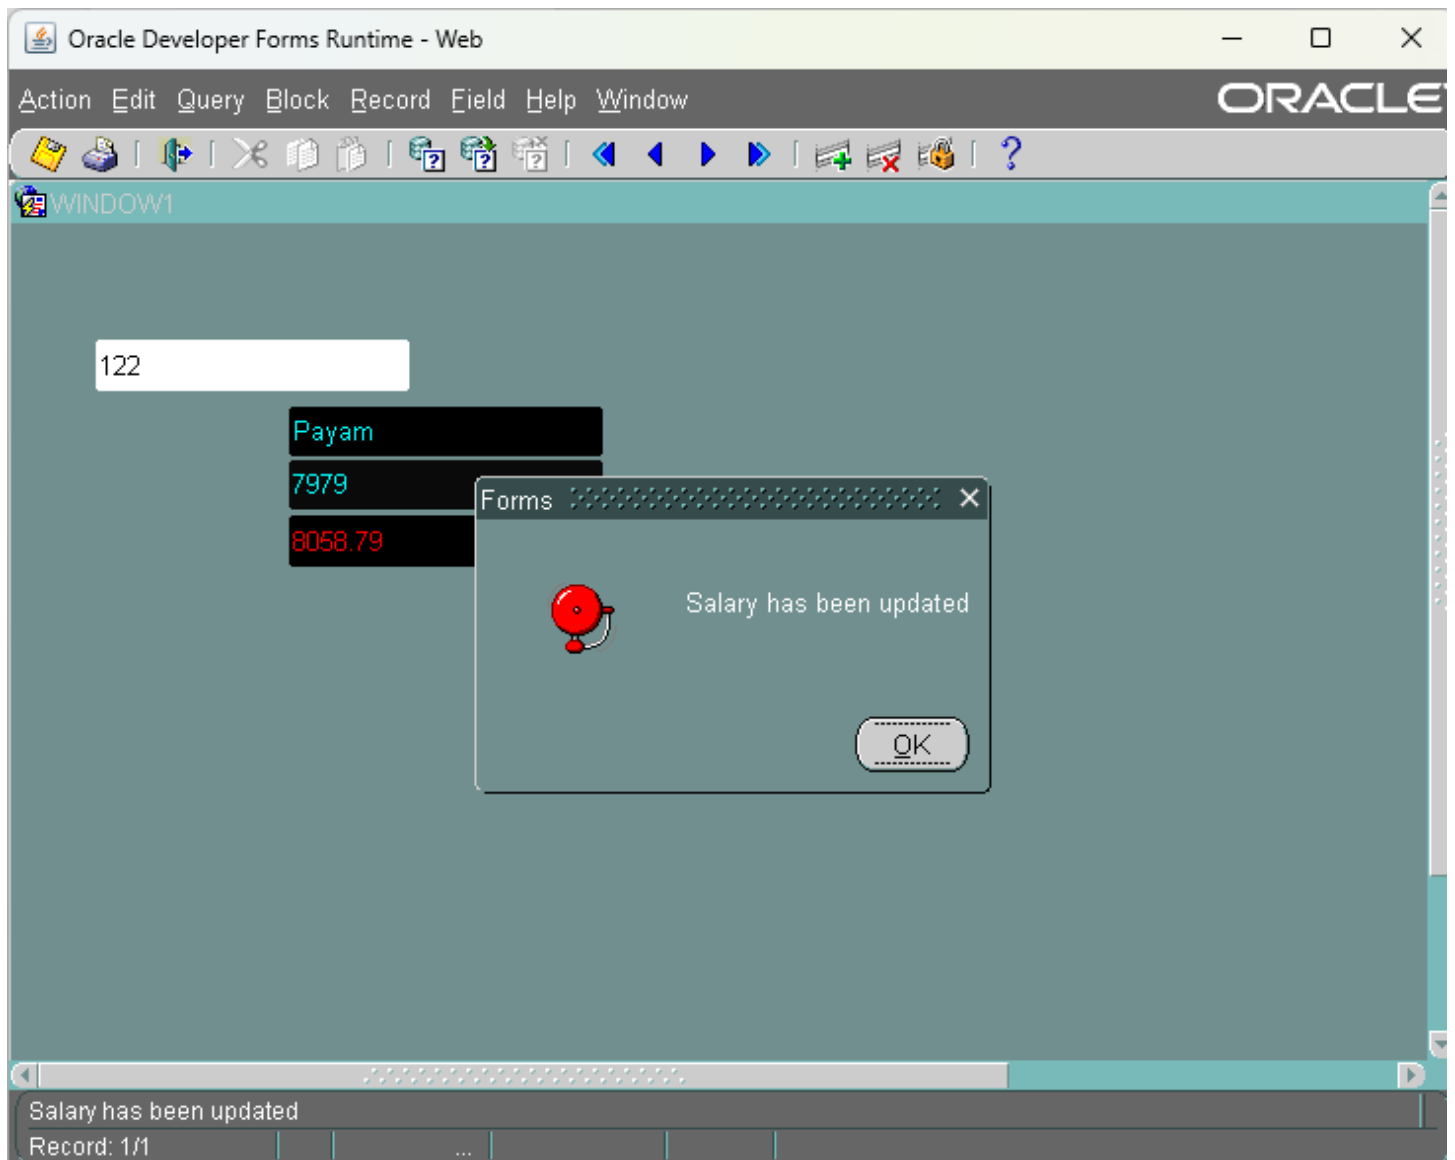 Oracle Developer Forms Runtime - Web
Action Edit Query Block Record Field Help Window
ORACLE
WINDOW1
122
Payam
7979
8058.79
Forms
Salary has been updated
OK
Salary has been updated
Record: 1/1
...